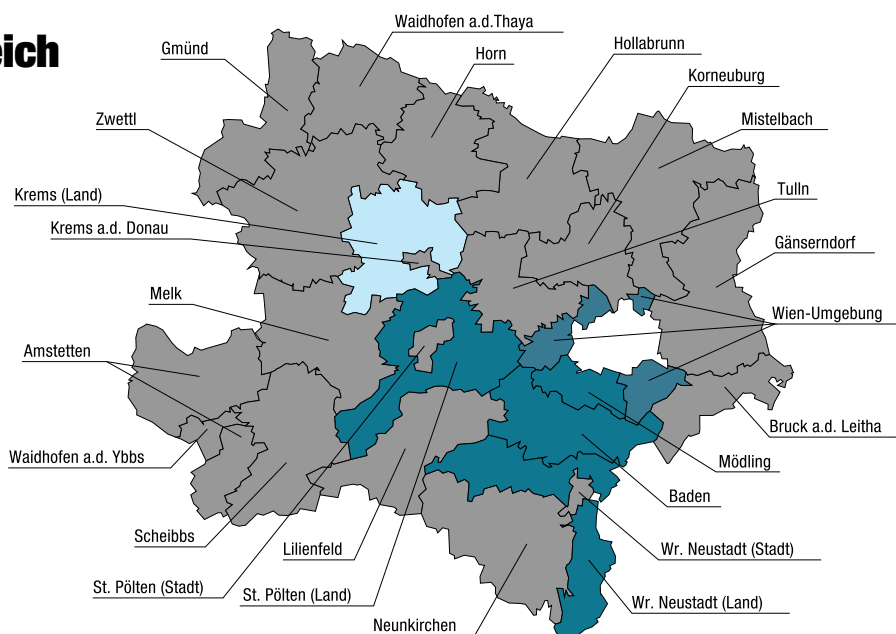 eich
Waidhofen a.d.Thaya
Gmünd
Horn
Hollabrunn
Korneburg
Zwettl
Mistelbach
Krems (Land)
Tulln
Krems a.d. Donau
Gänserndorf
Melk
Wien-Umgebung
Amstetten
Bruck a.d. Leitha
Waidhofen a.d. Ybbs
Mödling
Baden
Scheibbs
Lilienfeld
Wr. Neustadt (Stadt)
St. Pölten (Stadt)
St. Pölten (Land)
Wr. Neustadt (Land)
Neunkirchen